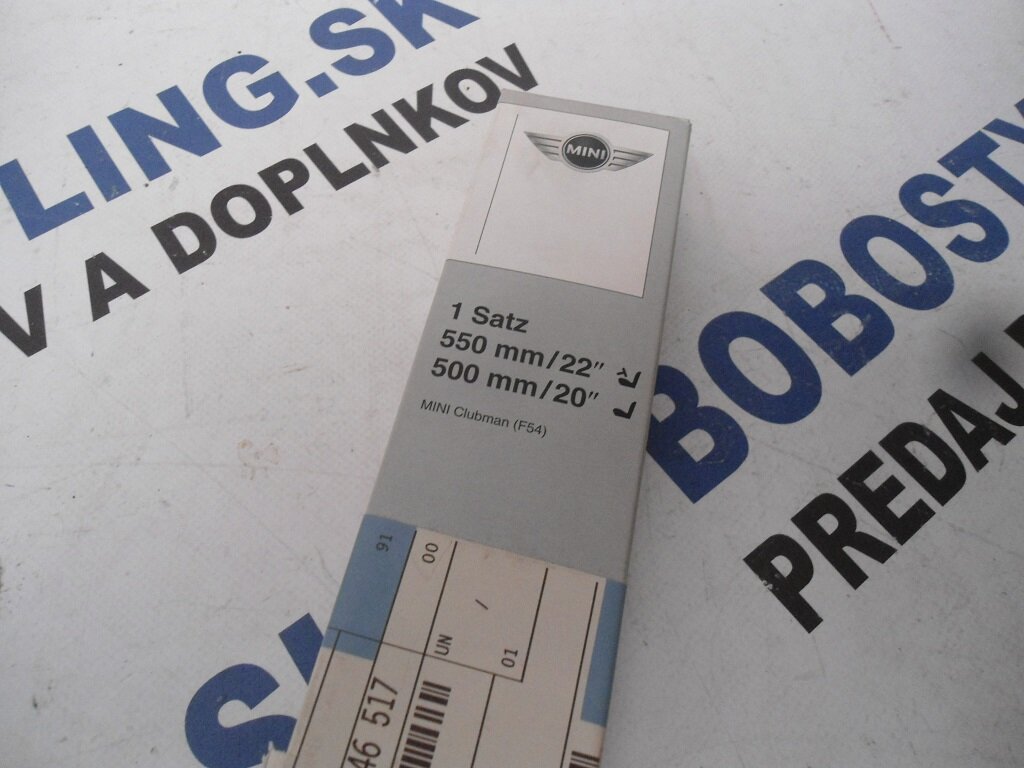 LING.SK
V A DOPLNKOV
MINI
1 Satz
550 mm/22"
500 mm/20"
MINI Clubman (F54)
BOBOSTY
PREDAJ
91
00
UN
/
01
46 517